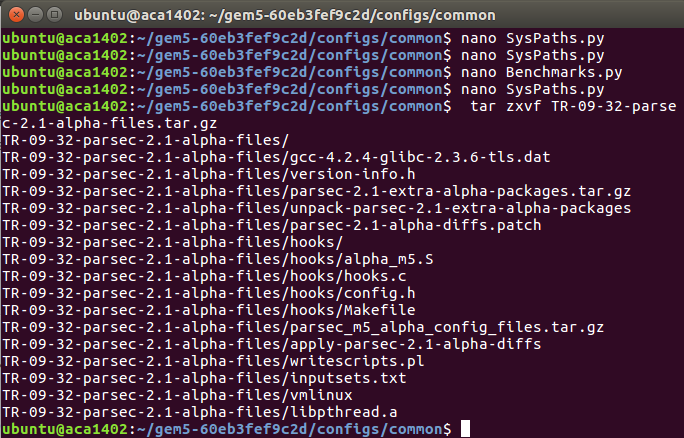 ubuntu@aca1402: ~/gem5-60eb3fef9c2d/configs/common
ubuntu@aca1402:~/gem5-60eb3fef9c2d/configs/common$ nano SysPaths.py
ubuntu@aca1402:~/gem5-60eb3fef9c2d/configs/common$ nano SysPaths.py
ubuntu@aca1402:~/gem5-60eb3fef9c2d/configs/common$ nano Benchmarks.py
ubuntu@aca1402:~/gem5-60eb3fef9c2d/configs/common$ nano SysPaths.py
ubuntu@aca1402:~/gem5-60eb3fef9c2d/configs/common$  tar zxvf TR-09-32-parse
c-2.1-alpha-files.tar.gz
TR-09-32-parsec-2.1-alpha-files/
TR-09-32-parsec-2.1-alpha-files/gcc-4.2.4-glibc-2.3.6-tls.dat
TR-09-32-parsec-2.1-alpha-files/version-info.h
TR-09-32-parsec-2.1-alpha-files/parsec-2.1-extra-alpha-packages.tar.gz
TR-09-32-parsec-2.1-alpha-files/unpack-parsec-2.1-extra-alpha-packages
TR-09-32-parsec-2.1-alpha-files/parsec-2.1-alpha-diffs.patch
TR-09-32-parsec-2.1-alpha-files/hooks/
TR-09-32-parsec-2.1-alpha-files/hooks/alpha_m5.S
TR-09-32-parsec-2.1-alpha-files/hooks/hooks.c
TR-09-32-parsec-2.1-alpha-files/hooks/config.h
TR-09-32-parsec-2.1-alpha-files/hooks/Makefile
TR-09-32-parsec-2.1-alpha-files/parsec_m5_alpha_config_files.tar.gz
TR-09-32-parsec-2.1-alpha-files/apply-parsec-2.1-alpha-diffs
TR-09-32-parsec-2.1-alpha-files/writescripts.pl
TR-09-32-parsec-2.1-alpha-files/inputsets.txt
TR-09-32-parsec-2.1-alpha-files/vmlinux
TR-09-32-parsec-2.1-alpha-files/libpthread.a
ubuntu@aca1402:~/gem5-60eb3fef9c2d/configs/common$